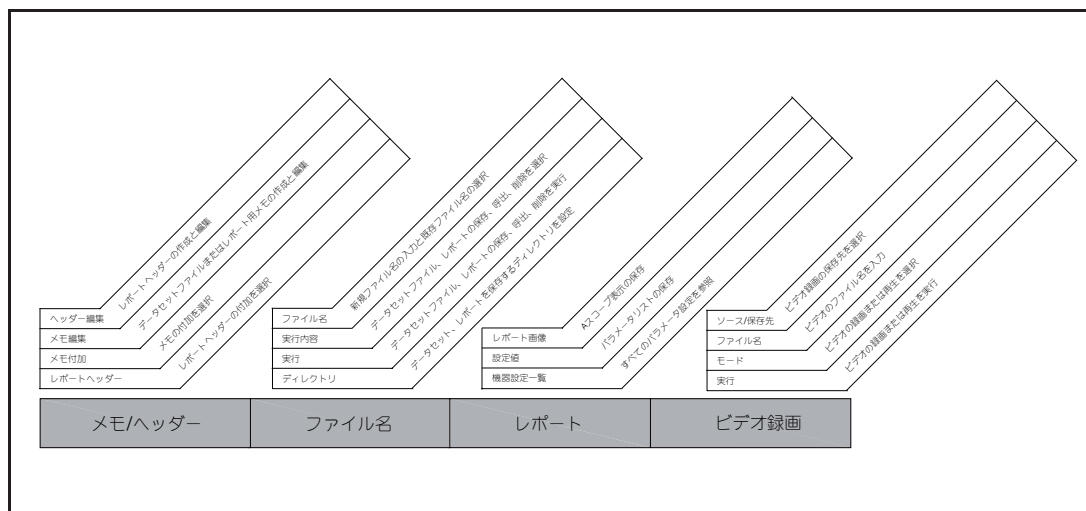 ヘッダー編集
レポートヘッダーの作成と編集
メモ編集
データセットファイルまたはレポート用メモの作成と編集
メモ付加
メモの付加を選択
レポートヘッダー
レポートヘッダーの付加を選択
ファイル名
新規ファイル名の入力と既存ファイル名の選択
実行内容
データセットファイル、レポートの保存、呼出、削除を選択
実行
データセットファイル、レポートの保存、呼出、削除を実行
ディレクトリ
データセット、レポートを保存するディレクトリを設定
レポート画像
Aスコープ表示の保存
設定値
パラメータリストの保存
機器設定一覧
すべてのパラメータ設定を参照
ソース/保存先
ビデオ録画の保存先を選択
ファイル名
ビデオのファイル名を入力
モード
ビデオの録画または再生を選択
実行
ビデオの録画または再生を実行
メモ/ヘッダー
ファイル名
レポート
ビデオ録画